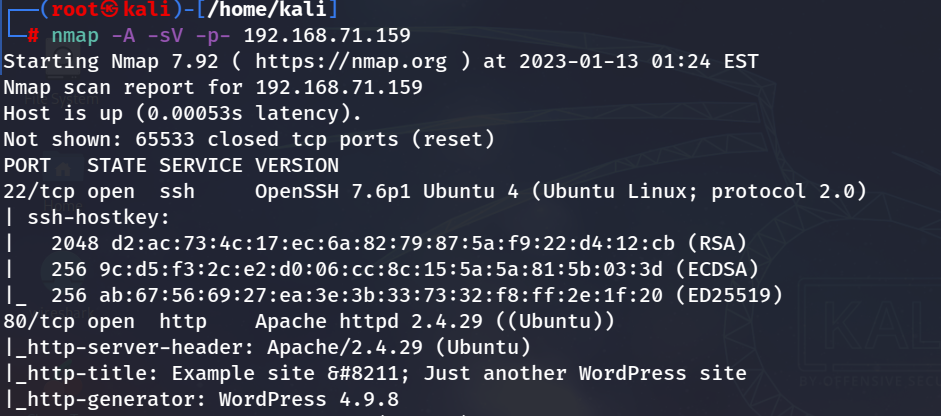 ┌──(root㉿kali)-[/home/kali]
└─# nmap -A -sV -p- 192.168.71.159
Starting Nmap 7.92 ( https://nmap.org ) at 2023-01-13 01:24 EST
Nmap scan report for 192.168.71.159
Host is up (0.00053s latency).
Not shown: 65533 closed tcp ports (reset)
PORT   STATE SERVICE VERSION
22/tcp open  ssh     OpenSSH 7.6p1 Ubuntu 4 (Ubuntu Linux; protocol 2.0)
| ssh-hostkey:
|   2048 d2:ac:73:4c:17:ec:6a:82:79:87:5a:f9:22:d4:12:cb (RSA)
|   256 9c:d5:f3:2c:e2:d0:06:cc:8c:15:5a:5a:81:5b:03:3d (ECDSA)
|_  256 ab:67:56:69:27:ea:3e:3b:33:73:32:f8:ff:2e:1f:20 (ED25519)
80/tcp open  http    Apache httpd 2.4.29 ((Ubuntu))
|_http-server-header: Apache/2.4.29 (Ubuntu)
|_http-title: Example site &#8211; Just another WordPress site
|_http-generator: WordPress 4.9.8